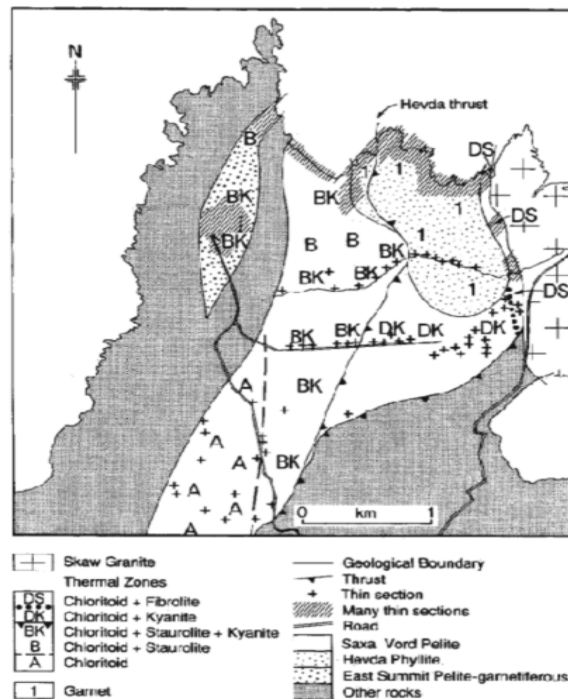 N
Hevda thrust
B
DS
BK
1
1
BK
1
DS
B
B
BK
1
BK
BK
BK
1
DS
BK
BK
DK
DK
DK
A
BK
A
A
BK
A
A
A
0 km 1
Skaw Granite
Thermal Zones
DS Chloritoid + Fibrolite
DK Chloritoid + Kyanite
BK Chloritoid + Staurolite + Kyanite
B Chloritoid + Staurolite
A Chloritoid
1 Garnet
Geological Boundary
Thrust
Thin section
Many thin sections
Road
Saxa Vord Pelite
Hevda Phyllite
East Summit Pelite-garnetiferous
Other rocks